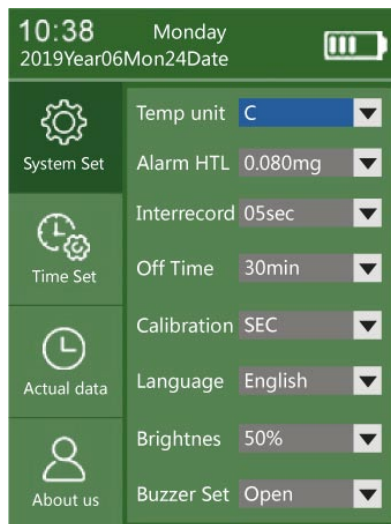 10:38 Monday
2019Year06Mon24Date
System Set
Time Set
Actual data
About us
Temp unit C
Alarm HTL 0.080mg
Interrecord 05sec
Off Time 30min
Calibration SEC
Language English
Brightnes 50%
Buzzer Set Open